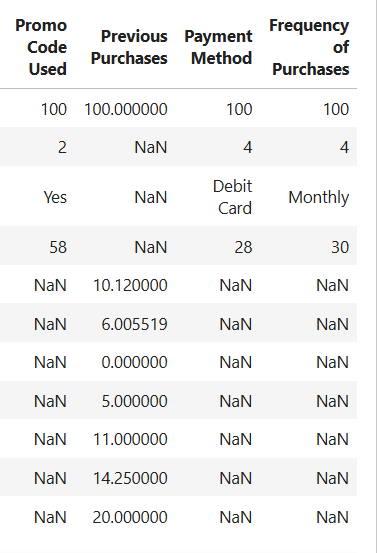 Promo Code Used Previous Purchases Payment Method Frequency of Purchases
100 100.000000 100 100
2 NaN 4 4
Yes NaN Debit Card Monthly
58 NaN 28 30
NaN 10.120000 NaN NaN
NaN 6.005519 NaN NaN
NaN 0.000000 NaN NaN
NaN 5.000000 NaN NaN
NaN 11.000000 NaN NaN
NaN 14.250000 NaN NaN
NaN 20.000000 NaN NaN